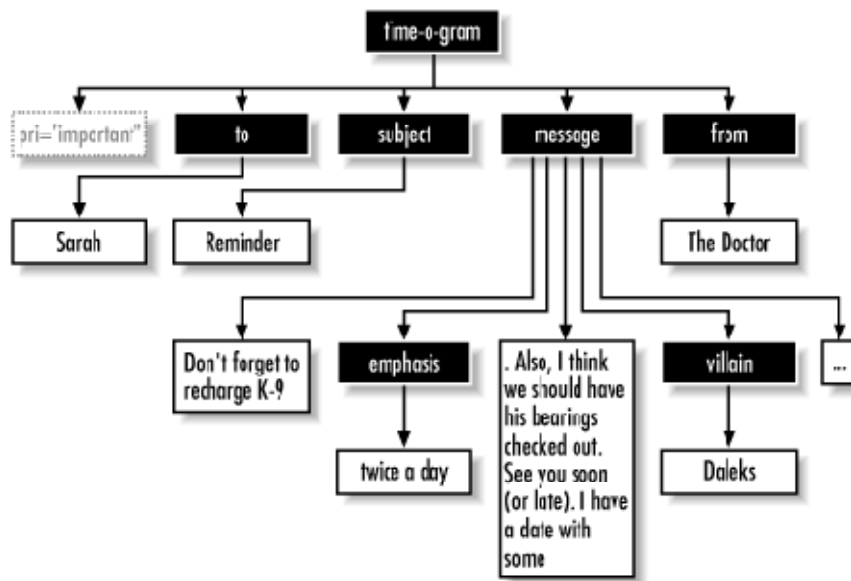 time-o-gram
pri="important"
to
subject
message
from
Sarah
Reminder
The Doctor
Don't forget to
recharge K-9
emphasis
. Also, I think
we should have
his bearings
checked out.
See you soon
(or late). I have
a date with
some
villain
...
twice a day
Daleks